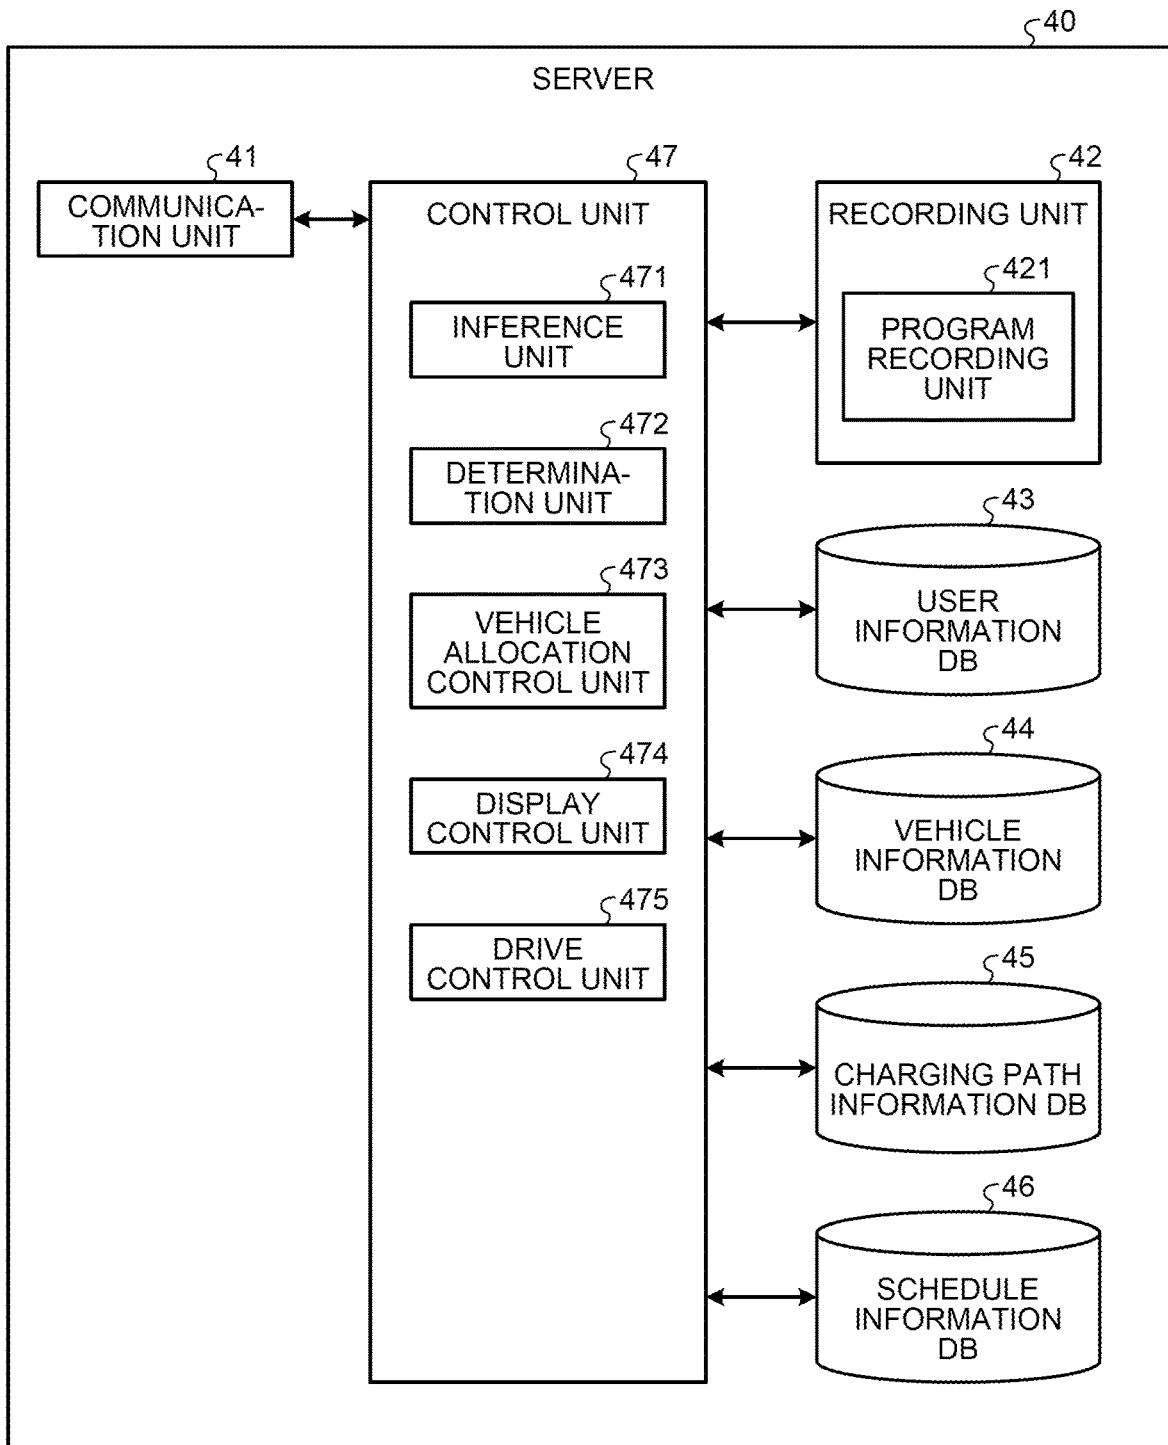 40
SERVER
41
COMMUNICA-
TION UNIT
47
CONTROL UNIT
471
INFERENCE
UNIT
472
DETERMINA-
TION UNIT
473
VEHICLE
ALLOCATION
CONTROL UNIT
474
DISPLAY
CONTROL UNIT
475
DRIVE
CONTROL UNIT
42
RECORDING UNIT
421
PROGRAM
RECORDING
UNIT
43
USER
INFORMATION
DB
44
VEHICLE
INFORMATION
DB
45
CHARGING PATH
INFORMATION DB
46
SCHEDULE
INFORMATION
DB